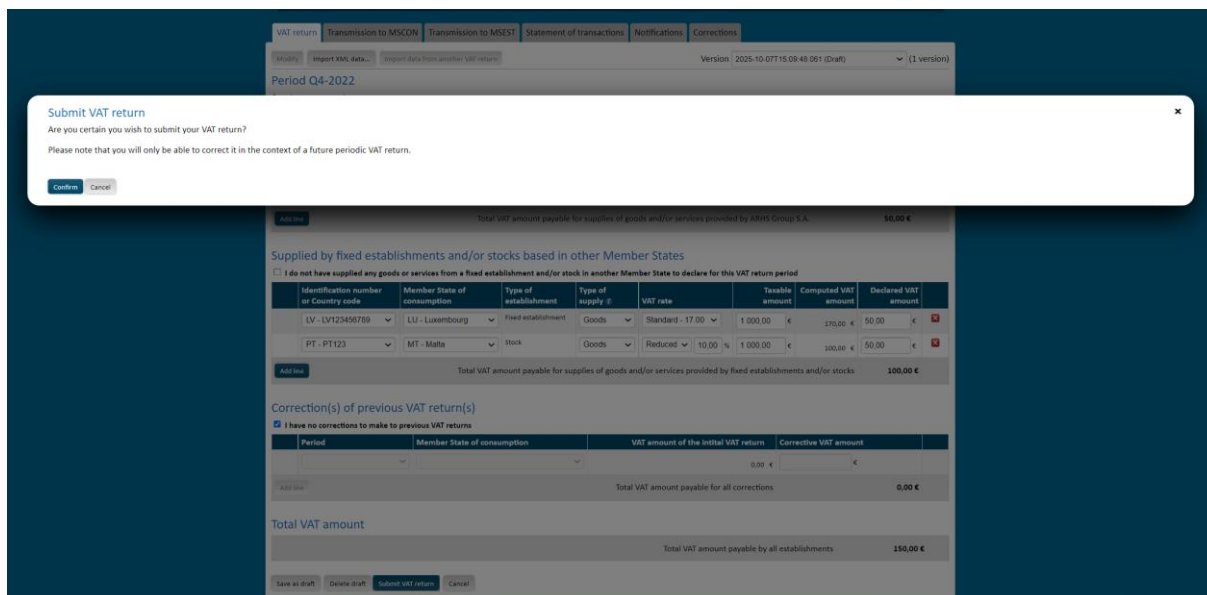 VAT return Transmission to MSCON Transmission to MSEST Statement of transactions Notifications Corrections
Modify Import XML data... Import data from another VAT return Version 2025-10-07T15:09:48.061 (Draft) (1 version)
Period Q4-2022
Submit VAT return
Are you certain you wish to submit your VAT return?
Please note that you will only be able to correct it in the context of a future periodic VAT return.
Confirm Cancel
Add line Total VAT amount payable for supplies of goods and/or services provided by ARHS Group S.A. 50,00 €
Supplied by fixed establishments and/or stocks based in other Member States
I do not have supplied any goods or services from a fixed establishment and/or stock in another Member State to declare for this VAT return period
Identification number or Country code Member State of consumption Type of establishment Type of supply VAT rate Taxable amount Computed VAT amount Declared VAT amount
LV - LV123456789 LU - Luxembourg Fixed establishment Goods Standard - 17.00 1 000,00 € 170,00 € 50,00 €
PT - PT123 MT - Malta Stock Goods Reduced 10,00 % 1 000,00 € 100,00 € 50,00 €
Add line Total VAT amount payable for supplies of goods and/or services provided by fixed establishments and/or stocks 100,00 €
Correction(s) of previous VAT return(s)
I have no corrections to make to previous VAT returns
Period Member State of consumption VAT amount of the intital VAT return Corrective VAT amount
0,00 € €
Add line Total VAT amount payable for all corrections 0,00 €
Total VAT amount
Total VAT amount payable by all establishments 150,00 €
Save as draft Delete draft Submit VAT return Cancel